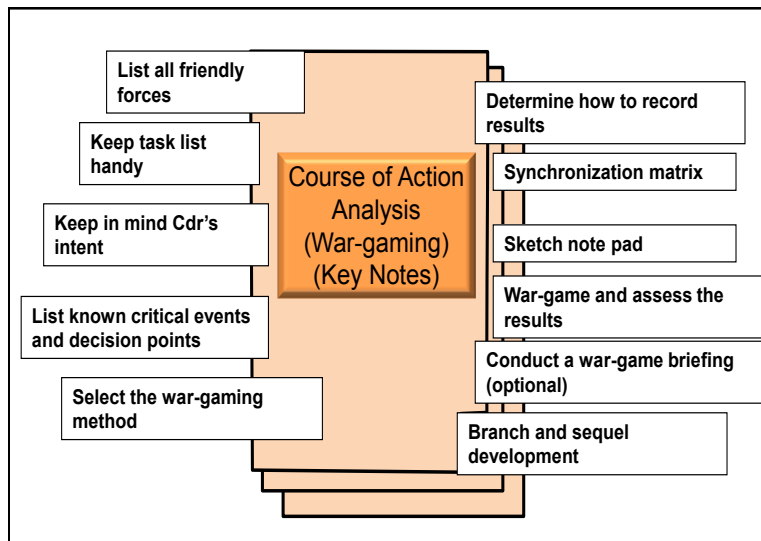 List all friendly
forces
Keep task list
handy
Keep in mind Cdr's
intent
List known critical events
and decision points
Select the war-gaming
method
Course of Action
Analysis
(War-gaming)
(Key Notes)
Determine how to record
results
Synchronization matrix
Sketch note pad
War-game and assess the
results
Conduct a war-game briefing
(optional)
Branch and sequel
development